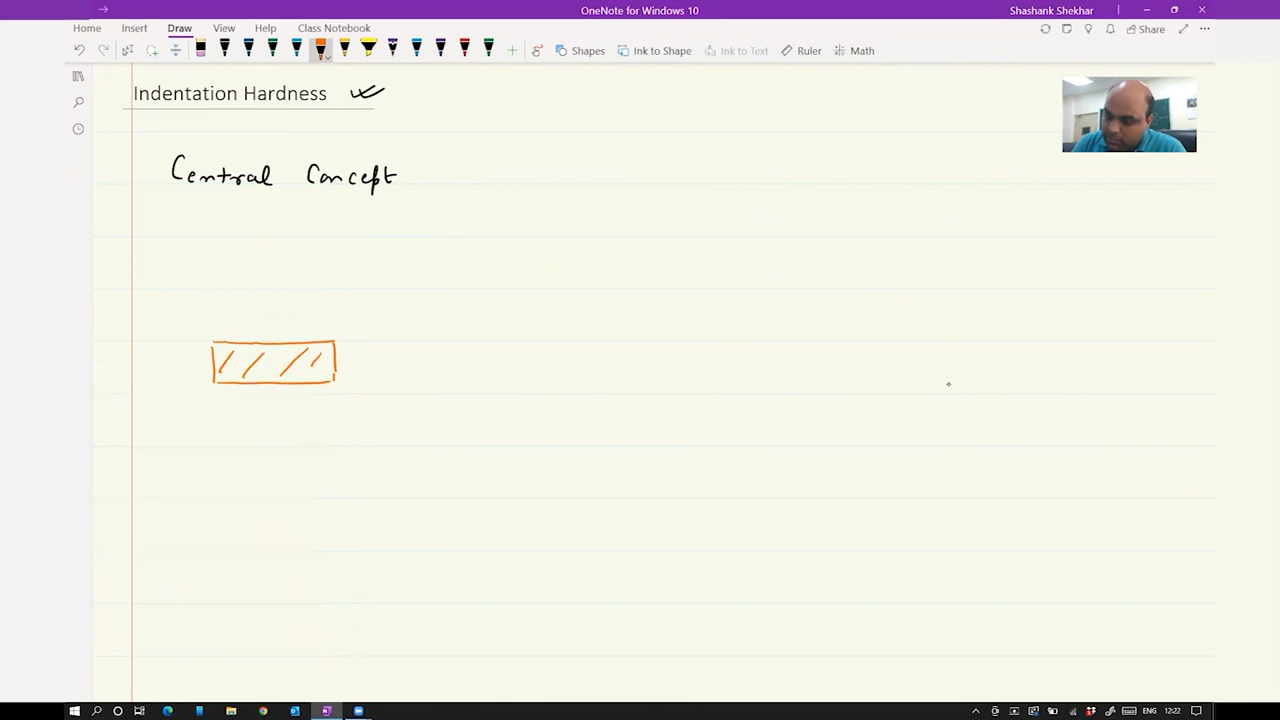 OneNote for Windows 10
Shashank Shekhar
Home Insert Draw View Help Class Notebook
Share
Shapes Ink to Shape Ink to Text Ruler Math
Indentation Hardness
Central Concept
ENG 12:22